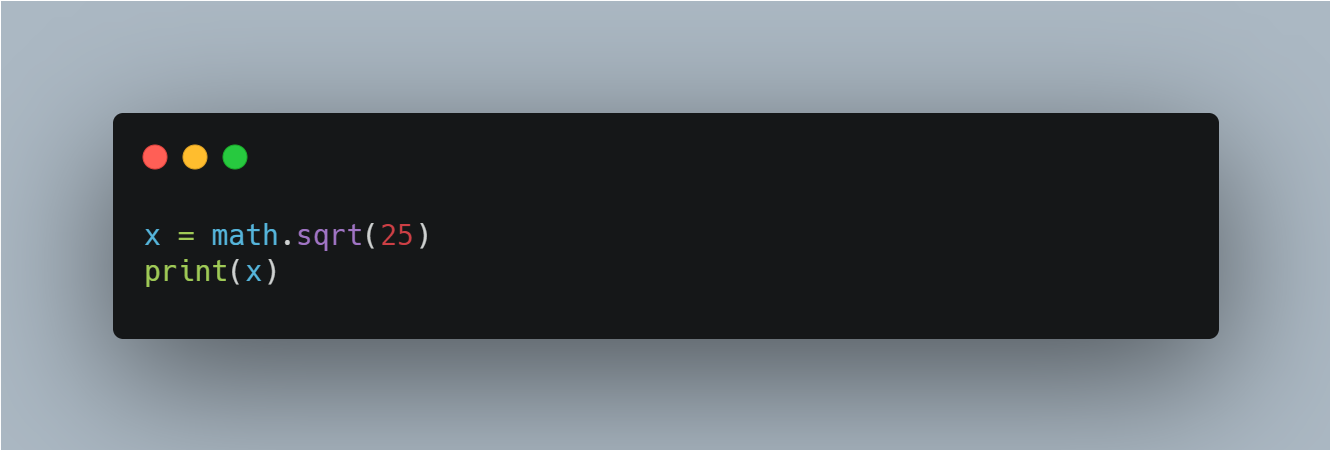 x = math.sqrt(25)
print(x)